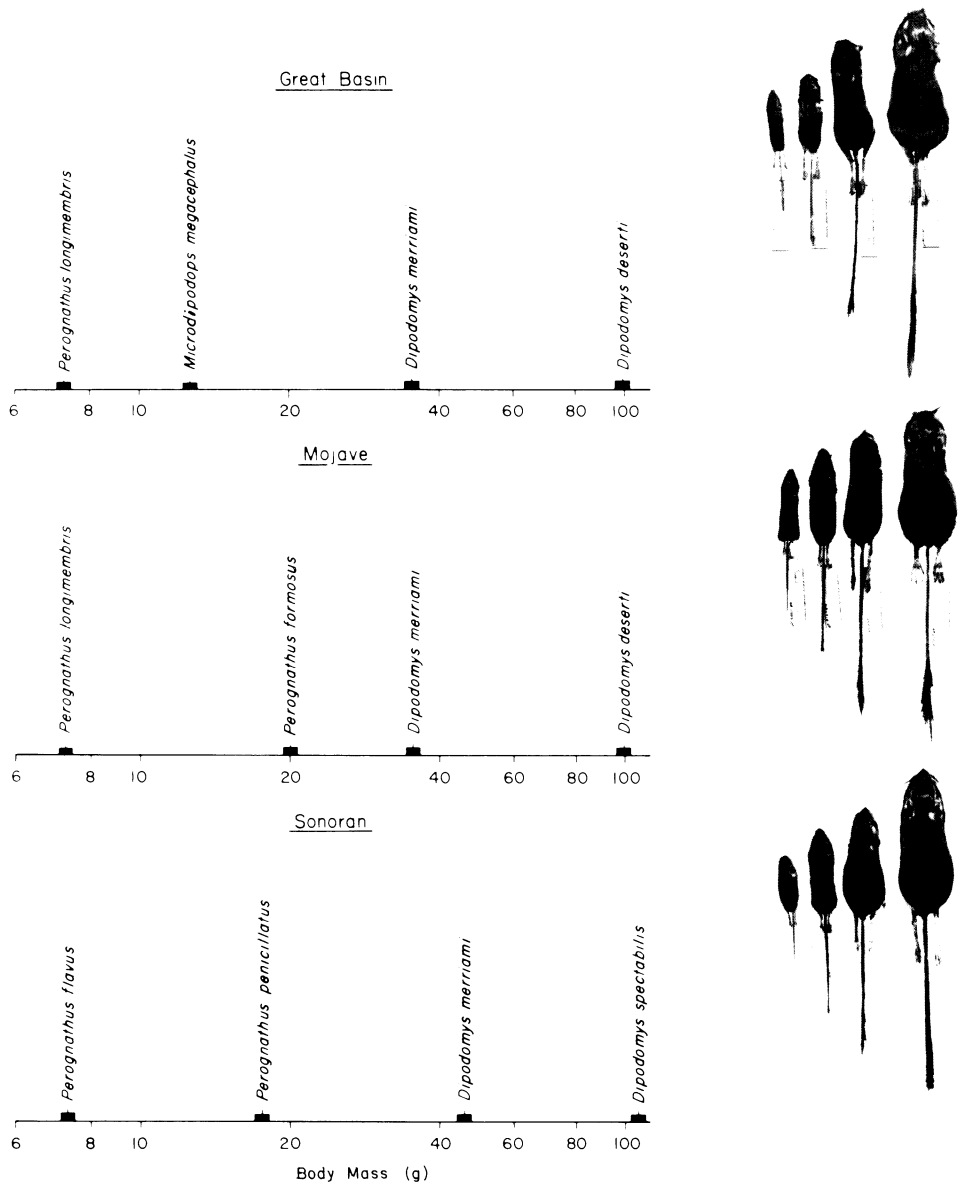 Great Basin
Perognathus longimembris
Microdipodops megacephalus
Dipodomys merriami
Dipodomys deserti
6 8 10 20 40 60 80 100
Mojave
Perognathus longimembris
Perognathus formosus
Dipodomys merriami
Dipodomys deserti
6 8 10 20 40 60 80 100
Sonoran
Perognathus flavus
Perognathus penicillatus
Dipodomys merriami
Dipodomys spectabilis
6 8 10 20 40 60 80 100
Body Mass (g)